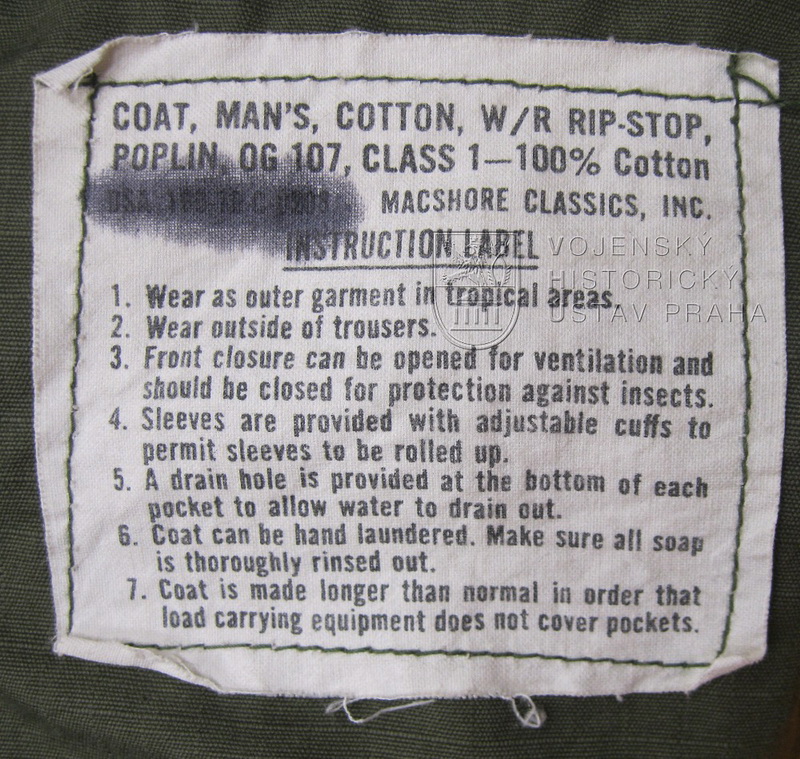 COAT, MAN'S, COTTON, W/R RIP-STOP,
POPLIN, OG 107, CLASS 1—100% Cotton
MACSHORE CLASSICS, INC.
INSTRUCTION LABEL
1. Wear as outer garment in tropical areas.
2. Wear outside of trousers.
3. Front closure can be opened for ventilation and
should be closed for protection against insects.
4. Sleeves are provided with adjustable cuffs to
permit sleeves to be rolled up.
5. A drain hole is provided at the bottom of each
pocket to allow water to drain out.
6. Coat can be hand laundered. Make sure all soap
is thoroughly rinsed out.
7. Coat is made longer than normal in order that
load carrying equipment does not cover pockets.
VOJENSKÝ
HISTORICKÝ
ÚSTAV PRAHA